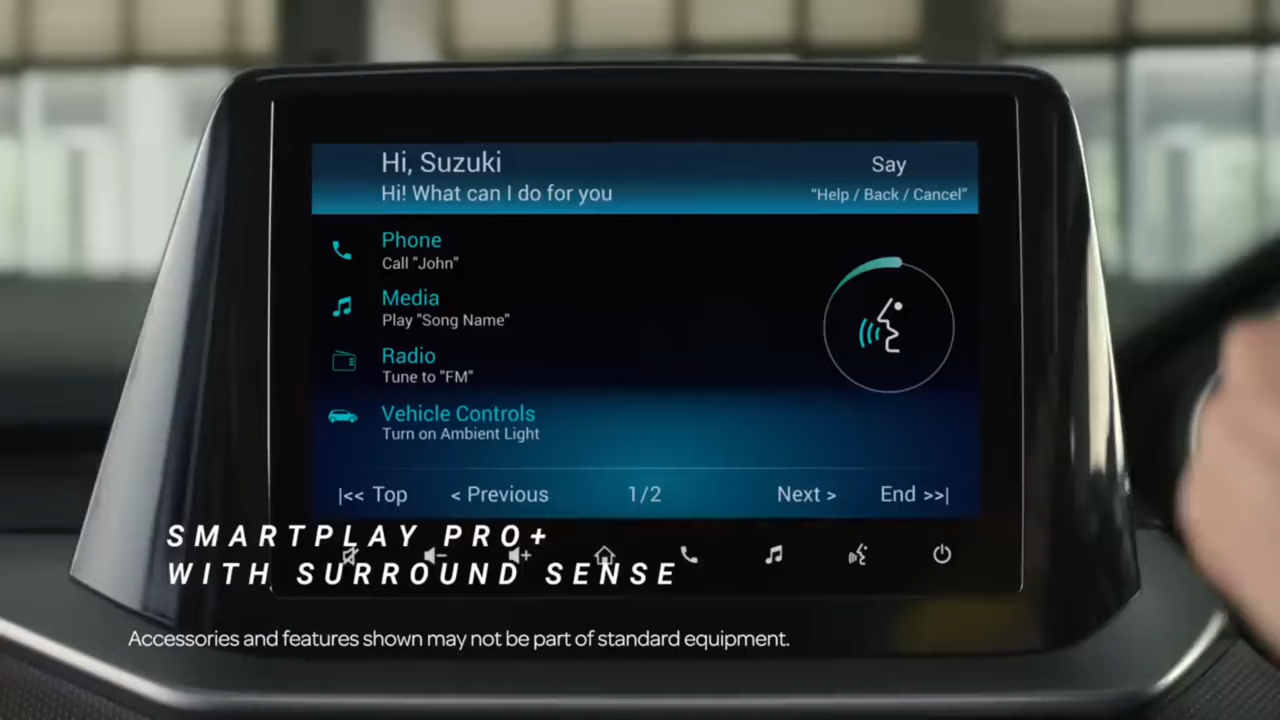 Hi, Suzuki
Say
Hi! What can I do for you
“Help / Back / Cancel”
Phone
Call "John"
Media
Play "Song Name"
Radio
Tune to "FM"
Vehicle Controls
Turn on Ambient Light
|<< Top < Previous 1/2 Next > End >>|
SMARTPLAY PRO+
WITH SURROUND SENSE
Accessories and features shown may not be part of standard equipment.